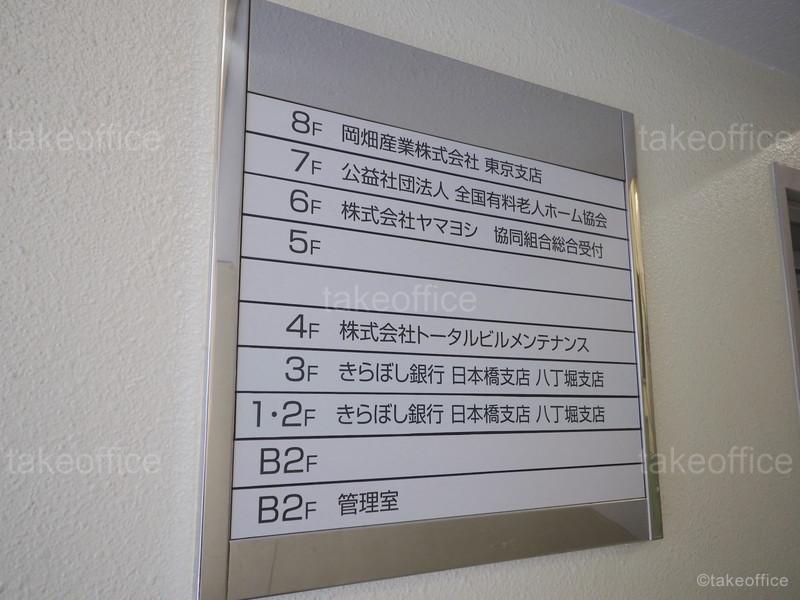 8F 岡畑産業株式会社 東京支店
7F 公益社団法人 全国有料老人ホーム協会
6F 株式会社ヤマヨシ 協同組合総合受付
5F
4F 株式会社トータルビルメンテナンス
3F きらぼし銀行 日本橋支店 八丁堀支店
1・2F きらぼし銀行 日本橋支店 八丁堀支店
B2F
B2F 管理室
takeoffice
takeoffice
takeoffice
takeoffice
takeoffice
©takeoffice